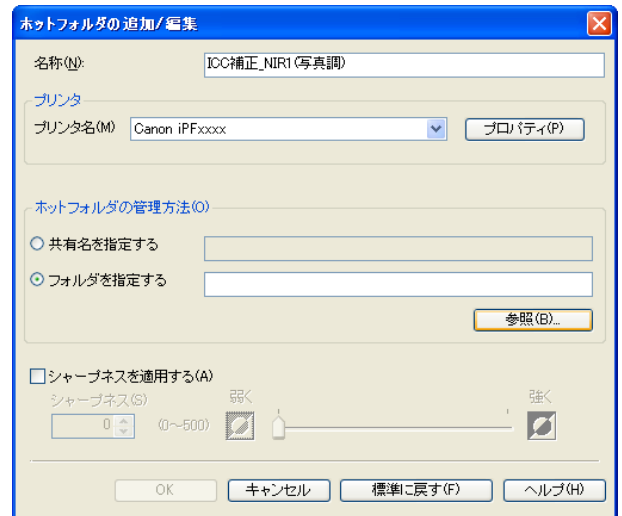 ホットフォルダの追加/編集
名称(N):
ICC補正_NIR1(写真調)
プリンタ
プリンタ名(M) Canon iPFxxxx プロパティ(P)
ホットフォルダの管理方法(O)
共有名を指定する
フォルダを指定する
参照(B)...
シャープネスを適用する(A)
シャープネス(S) 弱く 強く
0 (0~500)
OK キャンセル 標準に戻す(F) ヘルプ(H)